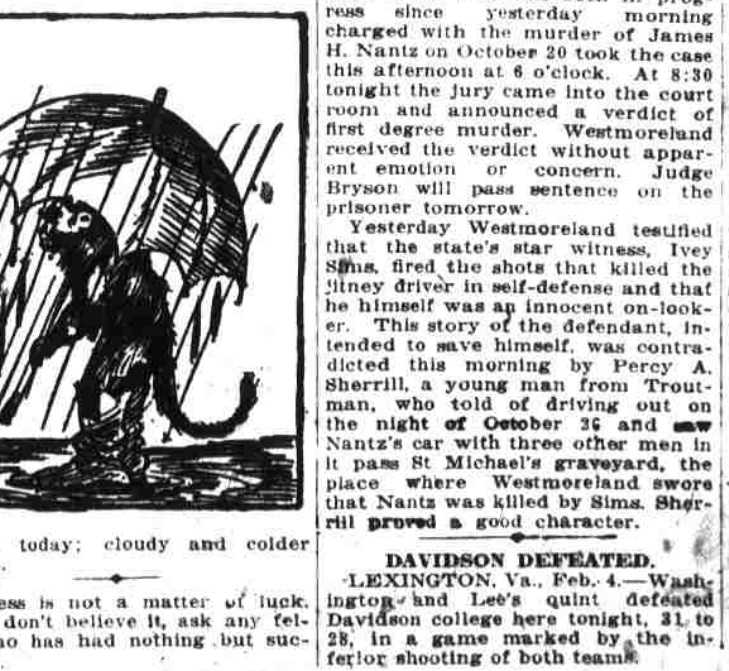 today; cloudy and colder
ess is not a matter of luck.
don't believe it, ask any fel-
ho has had nothing but suc-
ress since yesterday morning
charged with the murder of James
H. Nantz on October 20 took the case
this afternoon at 6 o'clock. At 8:30
tonight the jury came into the court
room and announced a verdict of
first degree murder. Westmoreland
received the verdict without appar-
ent emotion or concern. Judge
Bryson will pass sentence on the
prisoner tomorrow.
Yesterday Westmoreland testified
that the state's star witness, Ivey
Sims, fired the shots that killed the
jitney driver in self-defense and that
he himself was an innocent on-look-
er. This story of the defendant, in-
tended to save himself, was contra-
dicted this morning by Percy A.
Sherrill, a young man from Trout-
man, who told of driving out on
the night of October 26 and saw
Nantz's car with three other men in
it pass St Michael's graveyard, the
place where Westmoreland swore
that Nantz was killed by Sims. Sher-
rill proved a good character.
DAVIDSON DEFEATED.
LEXINGTON, Va., Feb. 4.—Wash-
ington and Lee's quint defeated
Davidson college here tonight, 31 to
28, in a game marked by the in-
ferior shooting of both teams.